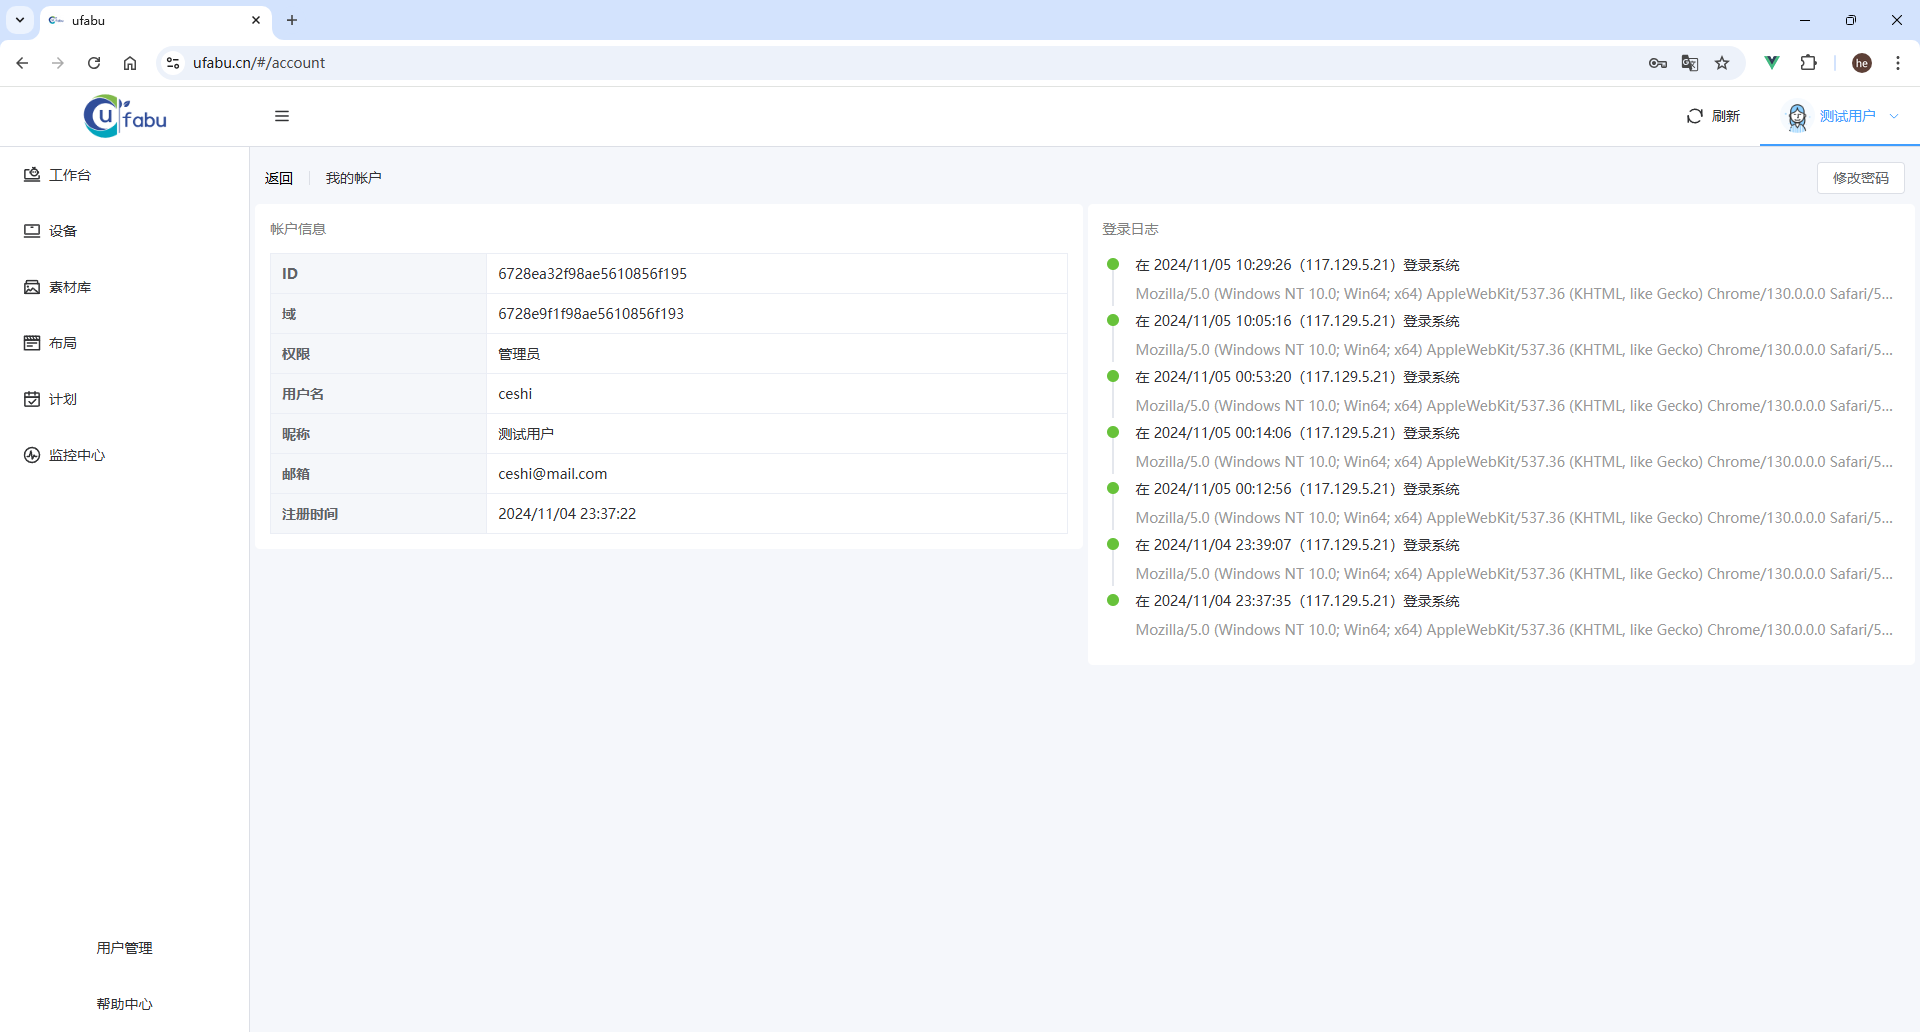 ufabu
ufabu.cn/#/account
he
ufabu
刷新
测试用户
工作台
设备
素材库
布局
计划
监控中心
用户管理
帮助中心
返回 我的帐户
修改密码
帐户信息
ID 6728ea32f98ae5610856f195
域 6728e9f1f98ae5610856f193
权限 管理员
用户名 ceshi
昵称 测试用户
邮箱 ceshi@mail.com
注册时间 2024/11/04 23:37:22
登录日志
在 2024/11/05 10:29:26（117.129.5.21）登录系统
Mozilla/5.0 (Windows NT 10.0; Win64; x64) AppleWebKit/537.36 (KHTML, like Gecko) Chrome/130.0.0.0 Safari/5...
在 2024/11/05 10:05:16（117.129.5.21）登录系统
Mozilla/5.0 (Windows NT 10.0; Win64; x64) AppleWebKit/537.36 (KHTML, like Gecko) Chrome/130.0.0.0 Safari/5...
在 2024/11/05 00:53:20（117.129.5.21）登录系统
Mozilla/5.0 (Windows NT 10.0; Win64; x64) AppleWebKit/537.36 (KHTML, like Gecko) Chrome/130.0.0.0 Safari/5...
在 2024/11/05 00:14:06（117.129.5.21）登录系统
Mozilla/5.0 (Windows NT 10.0; Win64; x64) AppleWebKit/537.36 (KHTML, like Gecko) Chrome/130.0.0.0 Safari/5...
在 2024/11/05 00:12:56（117.129.5.21）登录系统
Mozilla/5.0 (Windows NT 10.0; Win64; x64) AppleWebKit/537.36 (KHTML, like Gecko) Chrome/130.0.0.0 Safari/5...
在 2024/11/04 23:39:07（117.129.5.21）登录系统
Mozilla/5.0 (Windows NT 10.0; Win64; x64) AppleWebKit/537.36 (KHTML, like Gecko) Chrome/130.0.0.0 Safari/5...
在 2024/11/04 23:37:35（117.129.5.21）登录系统
Mozilla/5.0 (Windows NT 10.0; Win64; x64) AppleWebKit/537.36 (KHTML, like Gecko) Chrome/130.0.0.0 Safari/5...